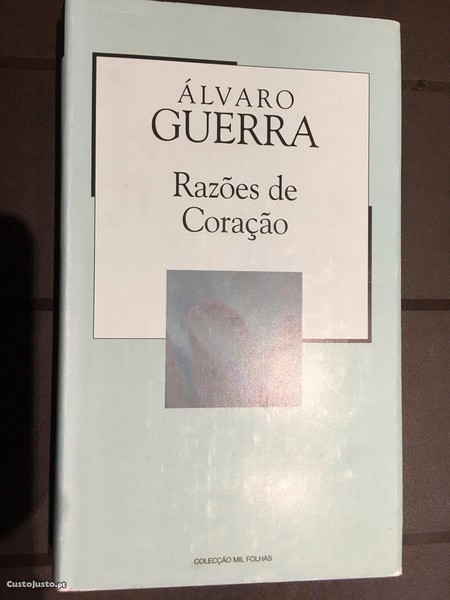 ÁLVARO
GUERRA
Razões de
Coração
COLECÇÃO MIL FOLHAS
CustoJusto.pt